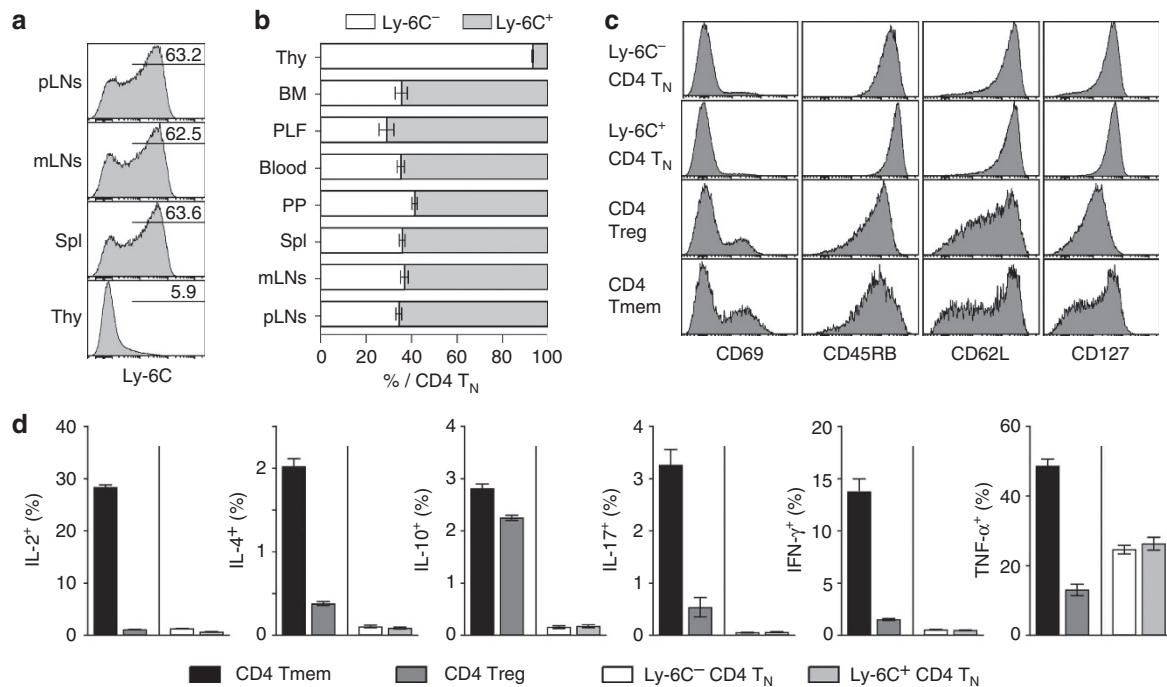 a
pLNs
63.2
mLNs
62.5
Spl
63.6
Thy
5.9
Ly-6C
b
Ly-6C⁻ Ly-6C⁺
Thy
BM
PLF
Blood
PP
Spl
mLNs
pLNs
0 20 40 60 80 100
% / CD4 T_N
c
Ly-6C⁻
CD4 T_N
Ly-6C⁺
CD4 T_N
CD4
Treg
CD4
Tmem
CD69 CD45RB CD62L CD127
d
IL-2⁺ (%)
40
30
20
10
0
IL-4⁺ (%)
2
1
0
IL-10⁺ (%)
4
3
2
1
0
IL-17⁺ (%)
4
3
2
1
0
IFN-γ⁺ (%)
20
15
10
5
0
TNF-α⁺ (%)
60
40
20
0
CD4 Tmem CD4 Treg Ly-6C⁻ CD4 T_N Ly-6C⁺ CD4 T_N